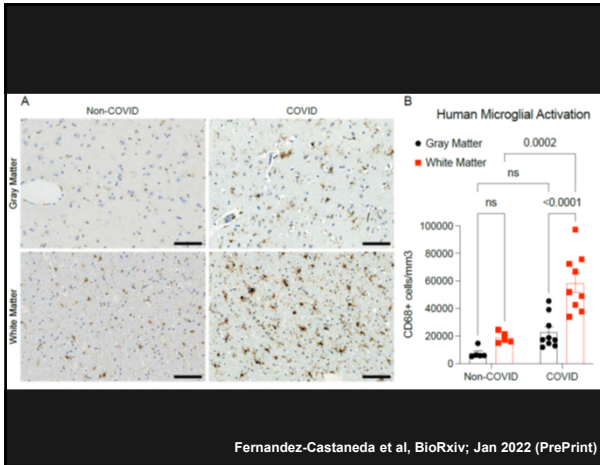 A
Non-COVID
COVID
Gray Matter
White Matter
B
Human Microglial Activation
Gray Matter
White Matter
0.0002
ns
ns
<0.0001
CD68+ cells/mm3
100000
80000
60000
40000
20000
0
Non-COVID
COVID
Fernandez-Castaneda et al, BioRxiv; Jan 2022 (PrePrint)